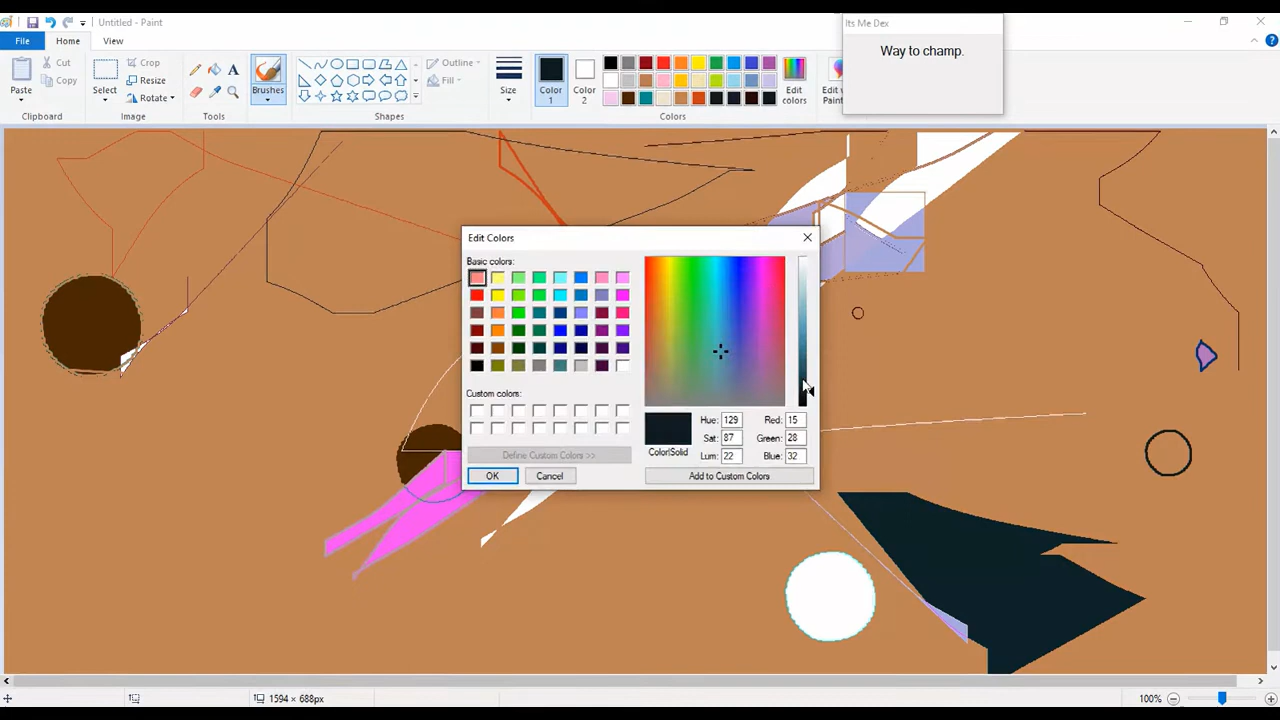 Untitled - Paint
Its Me Dex
Way to champ.
File
Home
View
Paste
Cut
Copy
Clipboard
Select
Crop
Resize
Rotate
Image
A
Tools
Brushes
Shapes
Outline
Fill
Size
Color
1
Color
2
Colors
Edit
colors
Edit
Paint
Edit Colors
Basic colors:
Custom colors:
Define Custom Colors >>
OK
Cancel
Color|Solid
Hue: 129
Sat: 87
Lum: 22
Red: 15
Green: 28
Blue: 32
Add to Custom Colors
1594 × 688px
100%